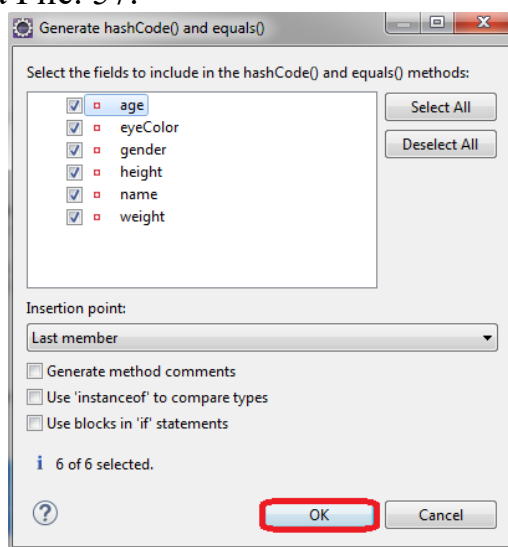 Generate hashCode() and equals()
Select the fields to include in the hashCode() and equals() methods:
age
Select All
eyeColor
Deselect All
gender
height
name
weight
Insertion point:
Last member
Generate method comments
Use 'instanceof' to compare types
Use blocks in 'if' statements
i 6 of 6 selected.
? OK Cancel